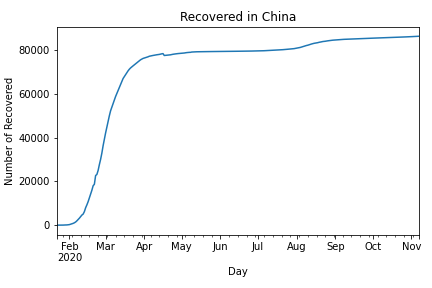 Recovered in China
Number of Recovered
80000
60000
40000
20000
0
Feb Mar Apr May Jun Jul Aug Sep Oct Nov
2020
Day